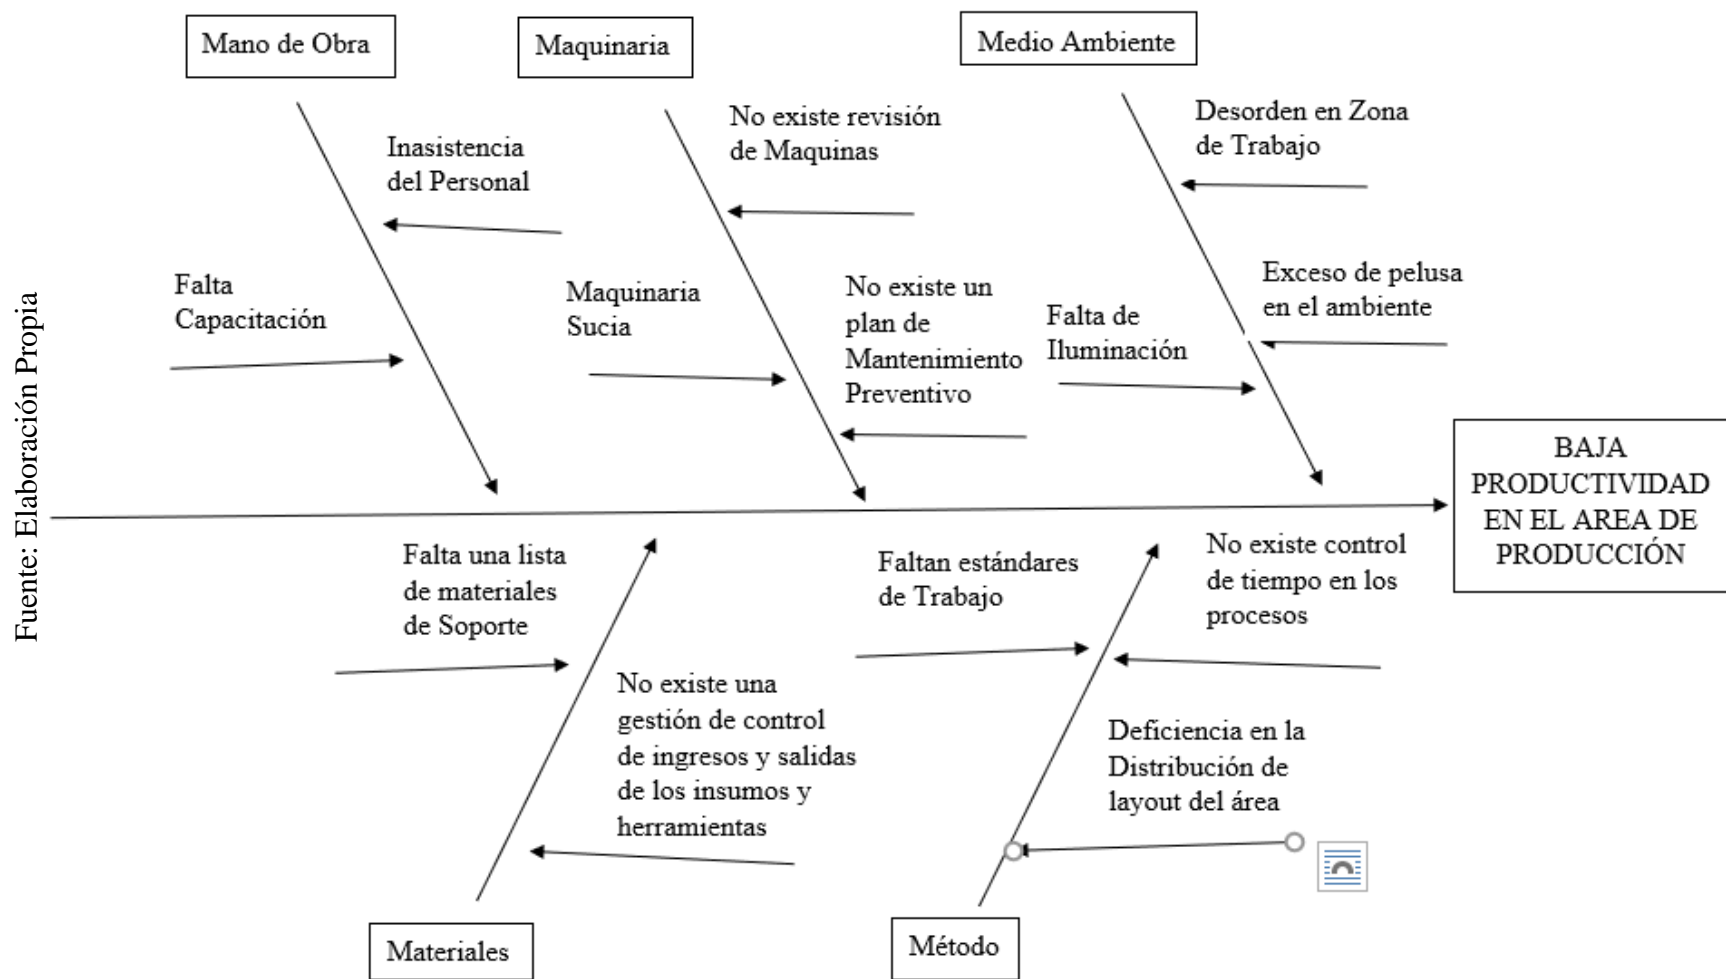 Mano de Obra
Maquinaria
Medio Ambiente
Inasistencia
del Personal
No existe revisión
de Maquinas
Desorden en Zona
de Trabajo
Falta
Capacitación
Maquinaria
Sucia
No existe un
plan de
Mantenimiento
Preventivo
Falta de
Iluminación
Exceso de pelusa
en el ambiente
Fuente: Elaboración Propia
BAJA
PRODUCTIVIDAD
EN EL AREA DE
PRODUCCIÓN
Falta una lista
de materiales
de Soporte
No existe una
gestión de control
de ingresos y salidas
de los insumos y
herramientas
Faltan estándares
de Trabajo
No existe control
de tiempo en los
procesos
Deficiencia en la
Distribución de
layout del área
Materiales
Método